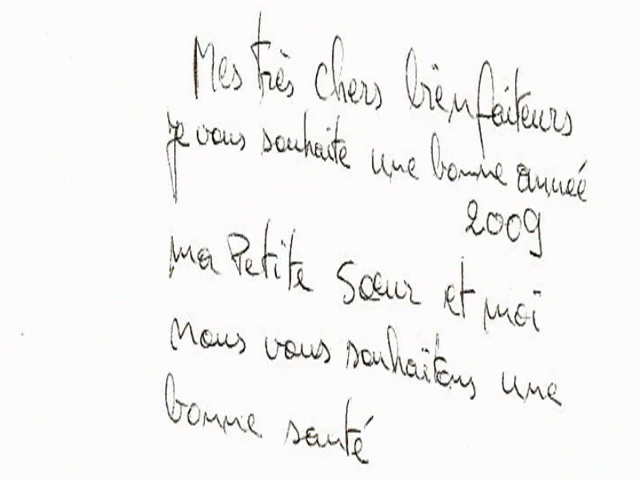 Mes très chers bienfaiteurs
je vous souhaite une bonne année
2009
ma Petite Sœur et moi
nous vous souhaitons une
bonne santé